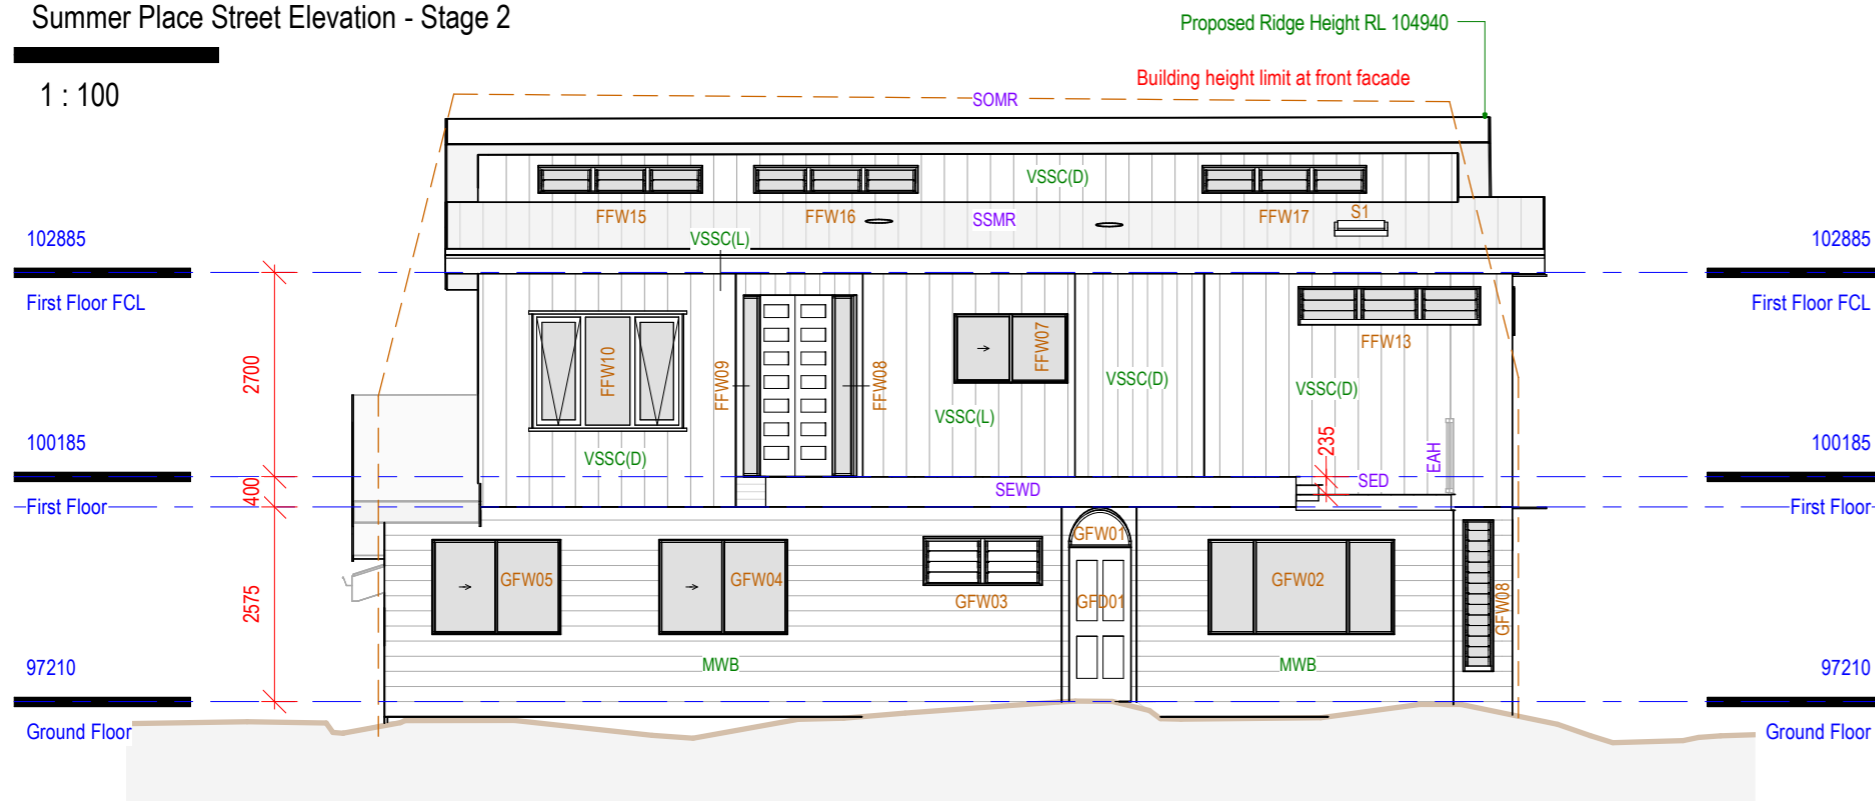 Summer Place Street Elevation - Stage 2
1 : 100
Proposed Ridge Height RL 104940
Building height limit at front facade
SOMR
VSSC(D)
FFW15
FFW16
SSMR
FFW17
S1
102885
VSSC(L)
102885
First Floor FCL
First Floor FCL
2700
FFW10
FFW09
FFW08
FFW07
FFW13
VSSC(D)
VSSC(D)
VSSC(L)
100185
VSSC(D)
235
EAH
100185
400
SEWD
SED
First Floor
First Floor
GFW01
GFW05
GFW04
GFW03
GFD01
GFW02
GFW08
2575
97210
MWB
MWB
97210
Ground Floor
Ground Floor